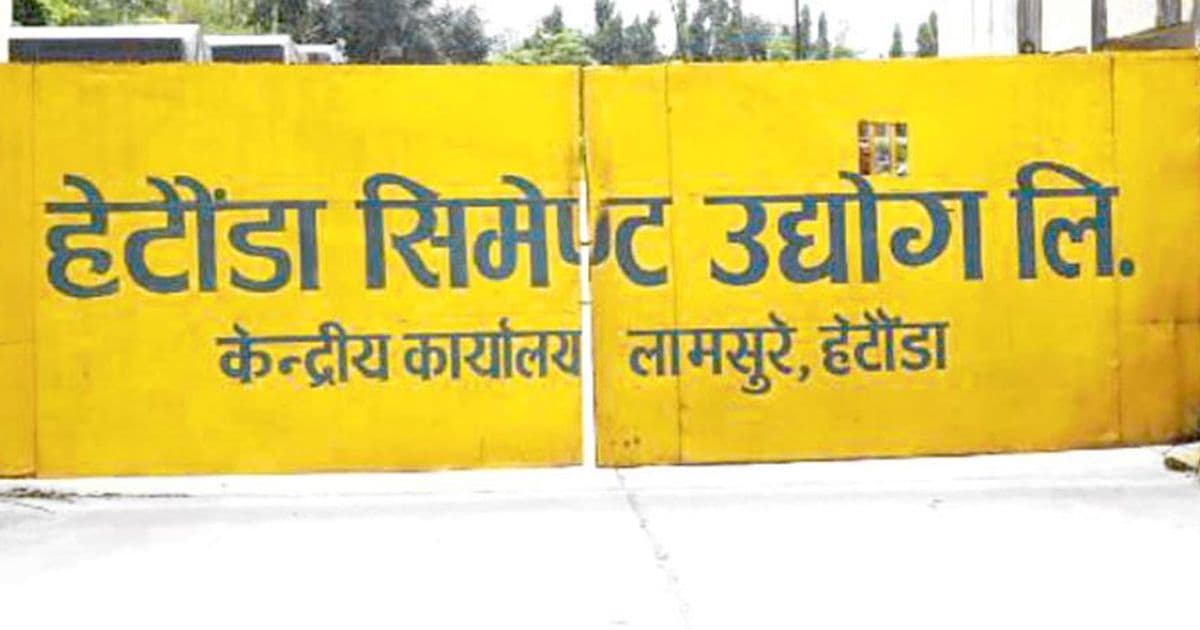 हेटौंडा सिमेण्ट उद्योग लि.
केन्द्रीय कार्यालय लामसुरे, हेटौंडा